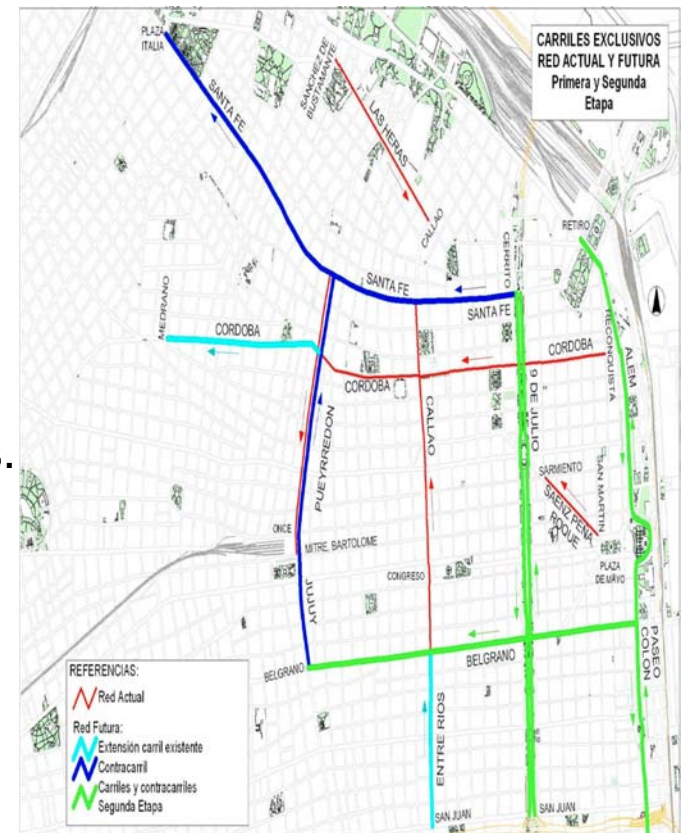 CARRILES EXCLUSIVOS
RED ACTUAL Y FUTURA
Primera y Segunda
Etapa
PLAZA
ITALIA
SANTA FE
SANCHEZ DE
BUSTAMANTE
LAS HERAS
CALLAO
RETIRO
CERRITO
SANTA FE
SANTA FE
MEDRANO
CORDOBA
CORDOBA
CORDOBA
RECONQUISTA
ALEM
PUEYRREDON
CALLAO
9 DE JULIO
SARMIENTO
SAENZ PEÑA
ROQUE
SAN MARTIN
PLAZA
DE MAYO
ONCE
MITRE, BARTOLOME
CONGRESO
JUJUY
BELGRANO
BELGRANO
PASEO
COLON
ENTRE RIOS
SAN JUAN
SAN JUAN
REFERENCIAS:
Red Actual
Red Futura:
Extensión carril existente
Contracarril
Carriles y contracarriles
Segunda Etapa